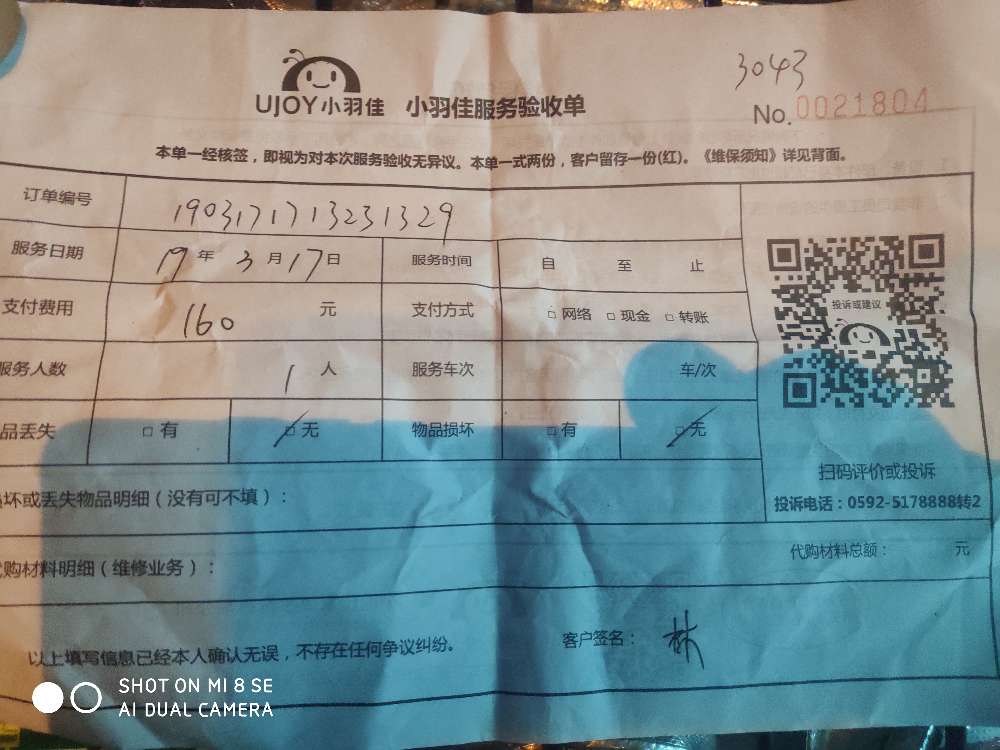 3043
UJOY小羽佳 小羽佳服务验收单
No.0021804
本单一经核签，即视为对本次服务验收无异议。本单一式两份，客户留存一份(红)。《维保须知》详见背面。
订单编号 1903171713231329
服务日期 19年 3月17日 服务时间 自 至 止
支付费用 160 元 支付方式 □网络 □现金 □转账
服务人数 1 人 服务车次 车/次
品丢失 □有 □无 物品损坏 □有 □无
投诉或建议
扫码评价或投诉
投诉电话：0592-5178888转2
坏或丢失物品明细（没有可不填）：
购材料明细（维修业务）： 代购材料总额： 元
以上填写信息已经本人确认无误，不存在任何争议纠纷。 客户签名： 林
SHOT ON MI 8 SE
AI DUAL CAMERA